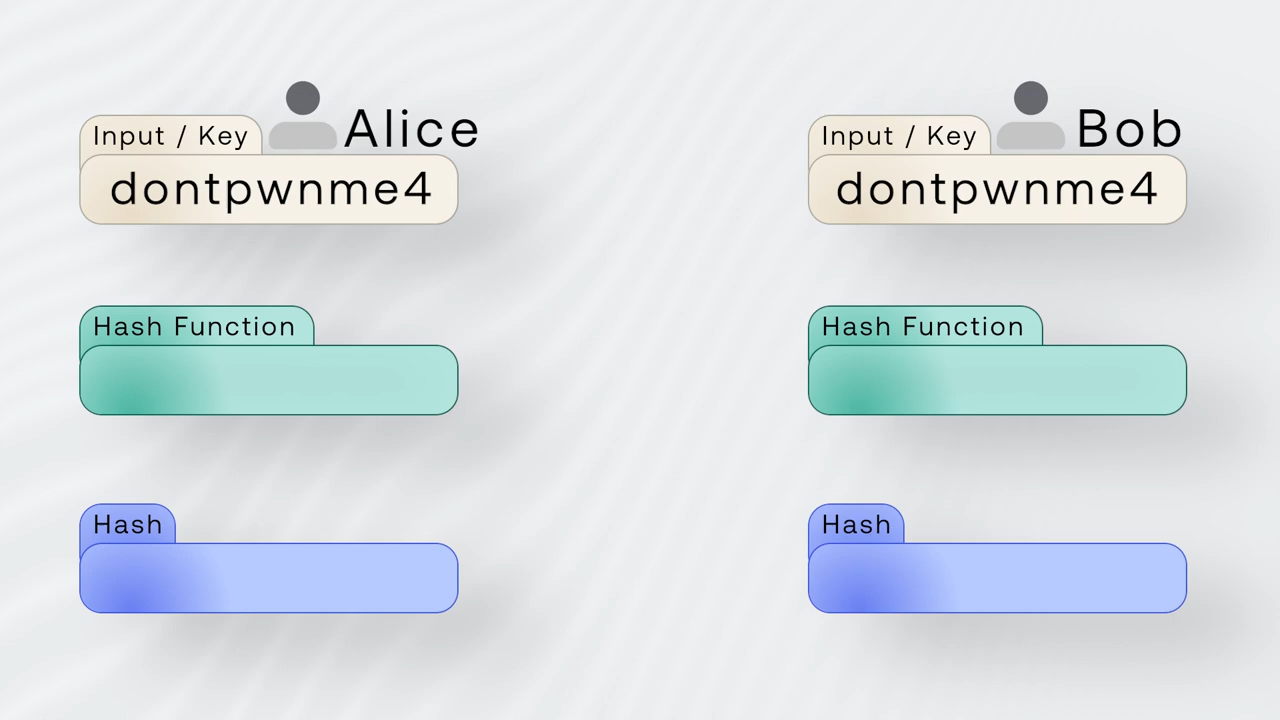 Alice
Input / Key
dontpwnme4
Hash Function
Hash
Bob
Input / Key
dontpwnme4
Hash Function
Hash